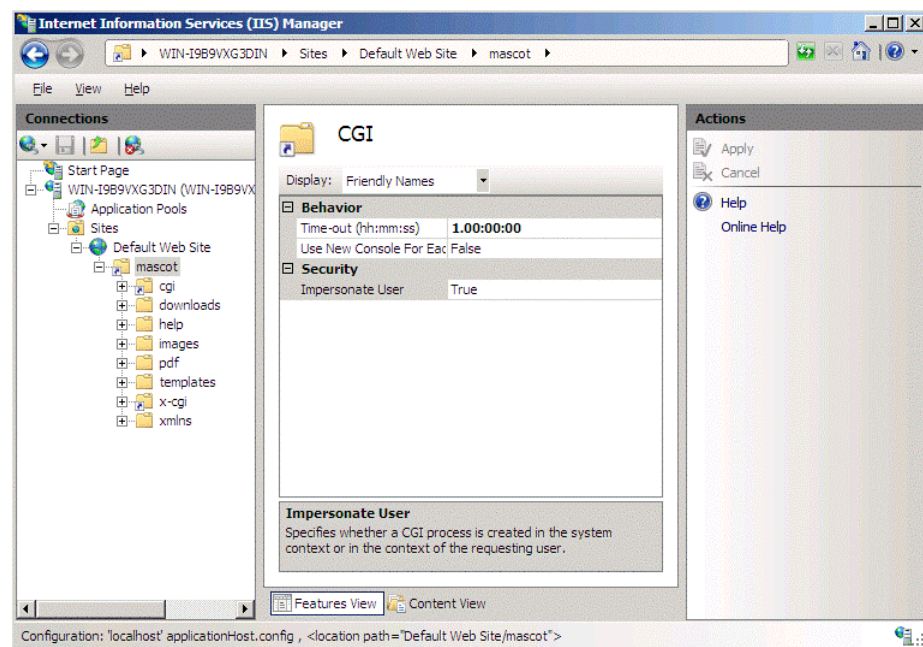 Internet Information Services (IIS) Manager
WIN-I9B9VXG3DIN Sites Default Web Site mascot
File View Help
Connections
Start Page
WIN-I9B9VXG3DIN (WIN-I9B9VX
Application Pools
Sites
Default Web Site
mascot
cgi
downloads
help
images
pdf
templates
x-cgi
xmlns
CGI
Display: Friendly Names
Behavior
Time-out (hh:mm:ss) 1.00:00:00
Use New Console For Eac False
Security
Impersonate User True
Impersonate User
Specifies whether a CGI process is created in the system
context or in the context of the requesting user.
Features View Content View
Actions
Apply
Cancel
Help
Online Help
Configuration: 'localhost' applicationHost.config , <location path="Default Web Site/mascot">